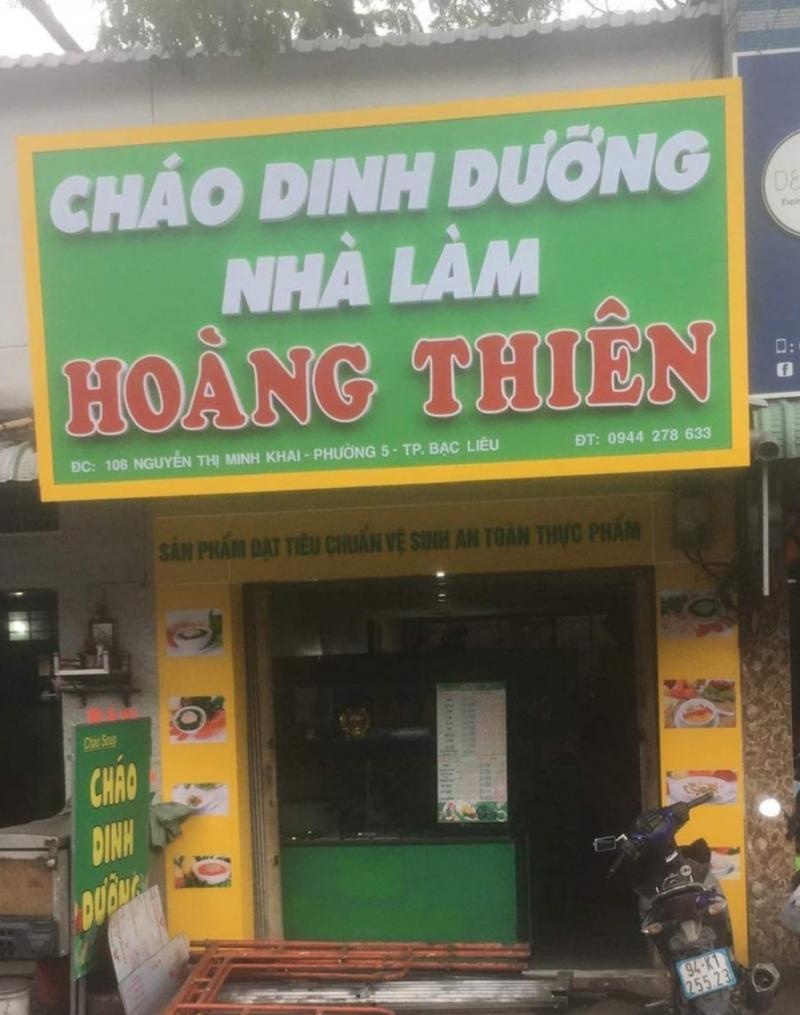 CHÁO DINH DƯỠNG
NHÀ LÀM
HOÀNG THIÊN
ĐC: 108 NGUYỄN THỊ MINH KHAI - PHƯỜNG 5 - TP. BẠC LIÊU
ĐT: 0944 278 633
SẢN PHẨM ĐẠT TIÊU CHUẨN VỆ SINH AN TOÀN THỰC PHẨM
Cháo Soup
CHÁO
DINH
DƯỠNG
94-K1
255.23